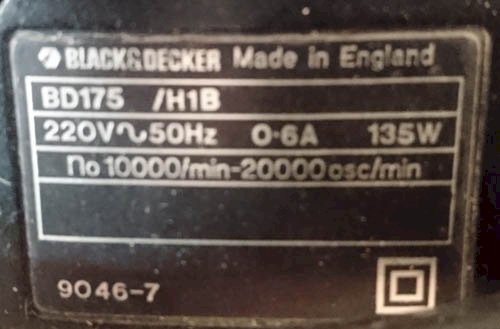 BLACK&DECKER Made in England
BD175 /H1B
220V∿50Hz 0·6A 135W
no 10000/min-20000 osc/min
9046-7